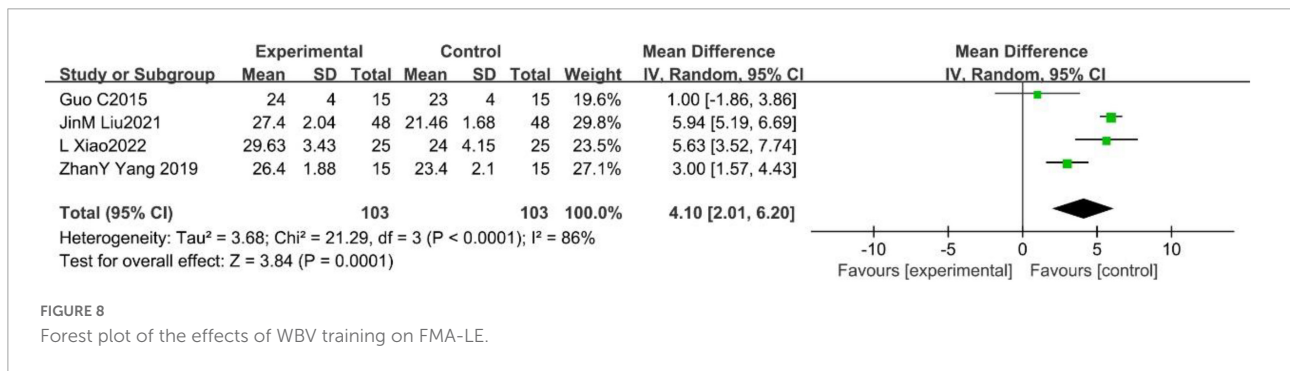 Experimental Control Mean Difference Mean Difference
Study or Subgroup Mean SD Total Mean SD Total Weight IV, Random, 95% CI IV, Random, 95% CI
Guo C2015 24 4 15 23 4 15 19.6% 1.00 [-1.86, 3.86]
JinM Liu2021 27.4 2.04 48 21.46 1.68 48 29.8% 5.94 [5.19, 6.69]
L Xiao2022 29.63 3.43 25 24 4.15 25 23.5% 5.63 [3.52, 7.74]
ZhanY Yang 2019 26.4 1.88 15 23.4 2.1 15 27.1% 3.00 [1.57, 4.43]
Total (95% CI) 103 103 100.0% 4.10 [2.01, 6.20]
Heterogeneity: Tau² = 3.68; Chi² = 21.29, df = 3 (P < 0.0001); I² = 86%
Test for overall effect: Z = 3.84 (P = 0.0001)
-10 -5 0 5 10
Favours [experimental] Favours [control]
FIGURE 8
Forest plot of the effects of WBV training on FMA-LE.